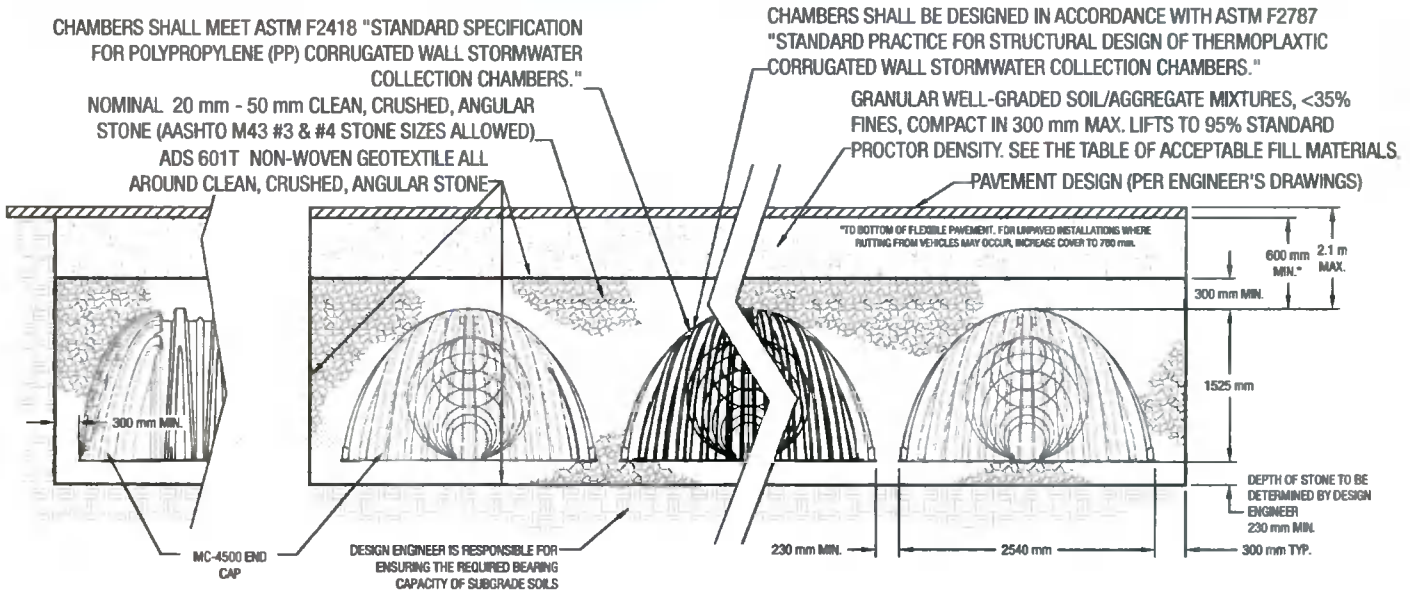 CHAMBERS SHALL MEET ASTM F2418 "STANDARD SPECIFICATION
FOR POLYPROPYLENE (PP) CORRUGATED WALL STORMWATER
COLLECTION CHAMBERS."
NOMINAL 20 mm - 50 mm CLEAN, CRUSHED, ANGULAR
STONE (AASHTO M43 #3 & #4 STONE SIZES ALLOWED)
ADS 601T NON-WOVEN GEOTEXTILE ALL
AROUND CLEAN, CRUSHED, ANGULAR STONE
CHAMBERS SHALL BE DESIGNED IN ACCORDANCE WITH ASTM F2787
"STANDARD PRACTICE FOR STRUCTURAL DESIGN OF THERMOPLAXTIC
CORRUGATED WALL STORMWATER COLLECTION CHAMBERS."
GRANULAR WELL-GRADED SOIL/AGGREGATE MIXTURES, <35%
FINES, COMPACT IN 300 mm MAX. LIFTS TO 95% STANDARD
PROCTOR DENSITY. SEE THE TABLE OF ACCEPTABLE FILL MATERIALS.
PAVEMENT DESIGN (PER ENGINEER'S DRAWINGS)
*TO BOTTOM OF FLEXIBLE PAVEMENT. FOR UNPAVED INSTALLATIONS WHERE
RUTTING FROM VEHICLES MAY OCCUR, INCREASE COVER TO 760 mm.
600 mm
MIN.*
2.1 m
MAX.
300 mm MIN.
1525 mm
300 mm MIN.
DEPTH OF STONE TO BE
DETERMINED BY DESIGN
ENGINEER
230 mm MIN.
MC-4500 END
CAP
DESIGN ENGINEER IS RESPONSIBLE FOR
ENSURING THE REQUIRED BEARING
CAPACITY OF SUBGRADE SOILS
230 mm MIN.
2540 mm
300 mm TYP.